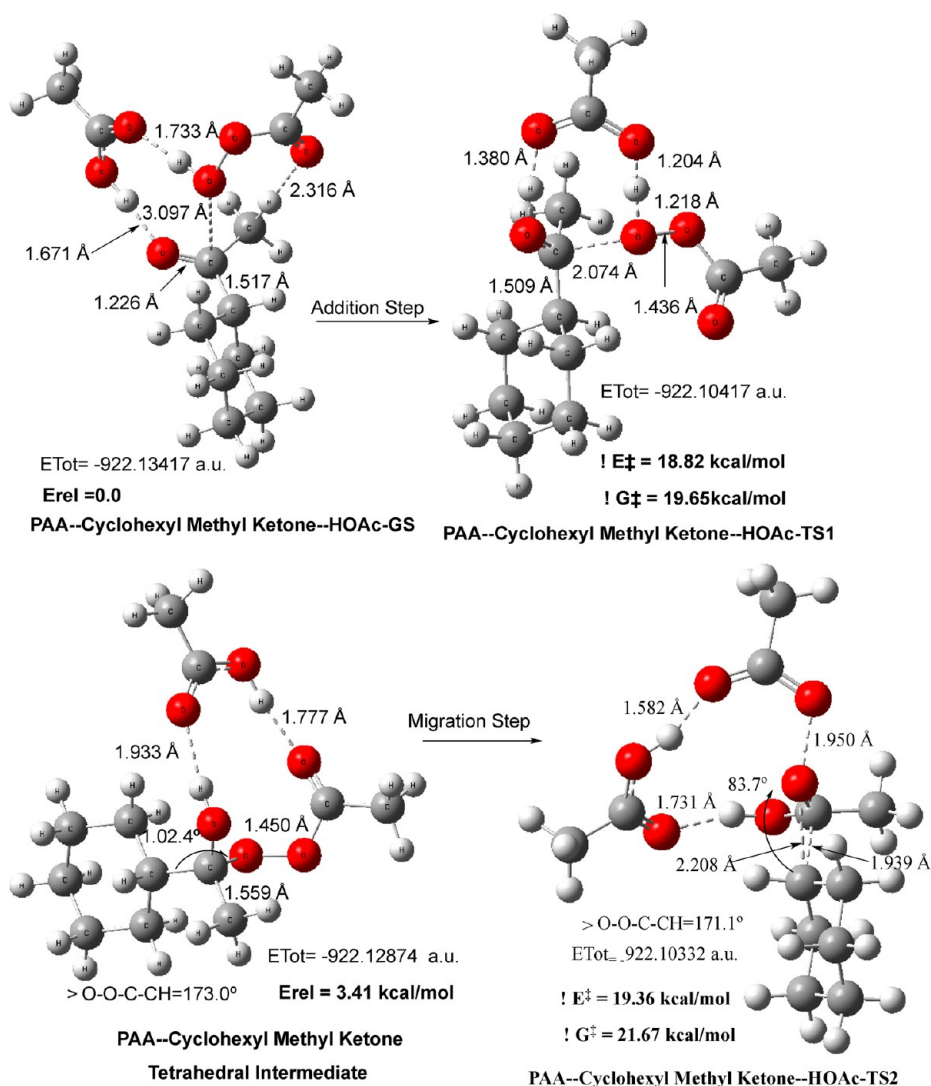 1.733 Å
2.316 Å
3.097 Å
1.671 Å
1.226 Å
1.517 Å
ETot= -922.13417 a.u.
Erel =0.0
PAA--Cyclohexyl Methyl Ketone--HOAc-GS
Addition Step
1.380 Å
1.204 Å
1.218 Å
2.074 Å
1.509 Å
1.436 Å
ETot= -922.10417 a.u.
! E‡ = 18.82 kcal/mol
! G‡ = 19.65kcal/mol
PAA--Cyclohexyl Methyl Ketone--HOAc-TS1
1.777 Å
1.933 Å
1.02.4º
1.450 Å
1.559 Å
ETot= -922.12874 a.u.
> O-O-C-CH=173.0º
Erel = 3.41 kcal/mol
PAA--Cyclohexyl Methyl Ketone
Tetrahedral Intermediate
Migration Step
1.582 Å
1.950 Å
83.7º
1.731 Å
2.208 Å
1.939 Å
> O-O-C-CH=171.1º
ETot= -922.10332 a.u.
! E‡ = 19.36 kcal/mol
! G‡ = 21.67 kcal/mol
PAA--Cyclohexyl Methyl Ketone--HOAc-TS2